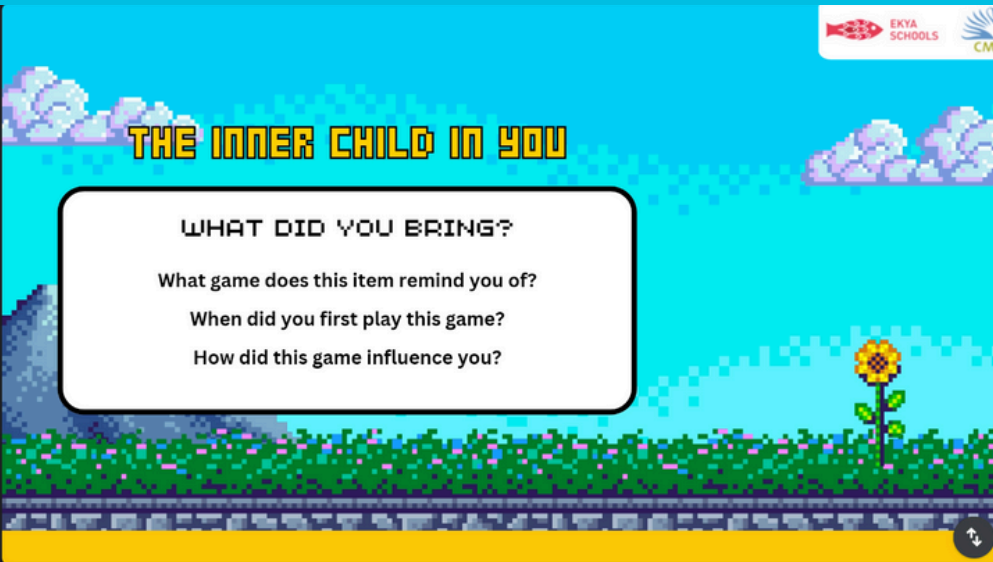 EKYA
SCHOOLS
CM
THE INNER CHILD IN YOU
WHAT DID YOU BRING?
What game does this item remind you of?
When did you first play this game?
How did this game influence you?